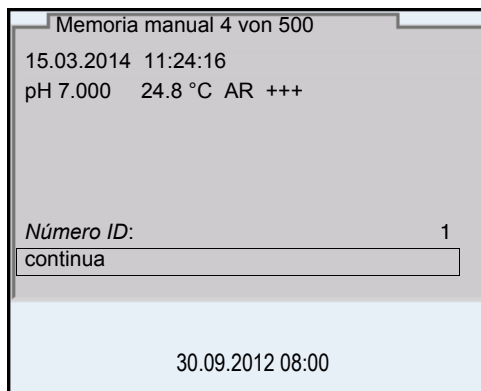 Memoria manual 4 von 500
15.03.2014 11:24:16
pH 7.000 24.8 °C AR +++
Número ID: 1
continua
30.09.2012 08:00